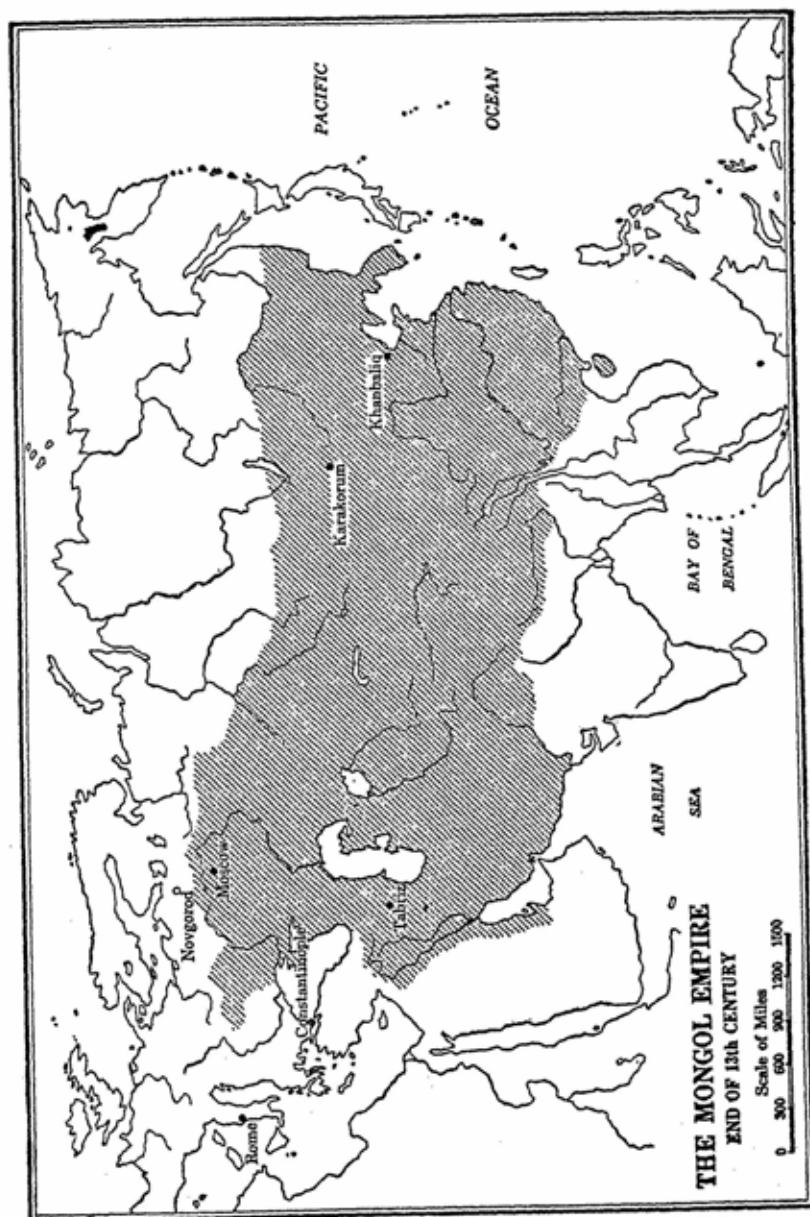 PACIFIC
OCEAN
Khanbaliq
Karakorum
BAY OF
BENGAL
Novgorod
Moscow
ARABIAN
SEA
Tabriz
Constantinople
Rome
THE MONGOL EMPIRE
END OF 13th CENTURY
Scale of Miles
0 300 600 900 1200 1500